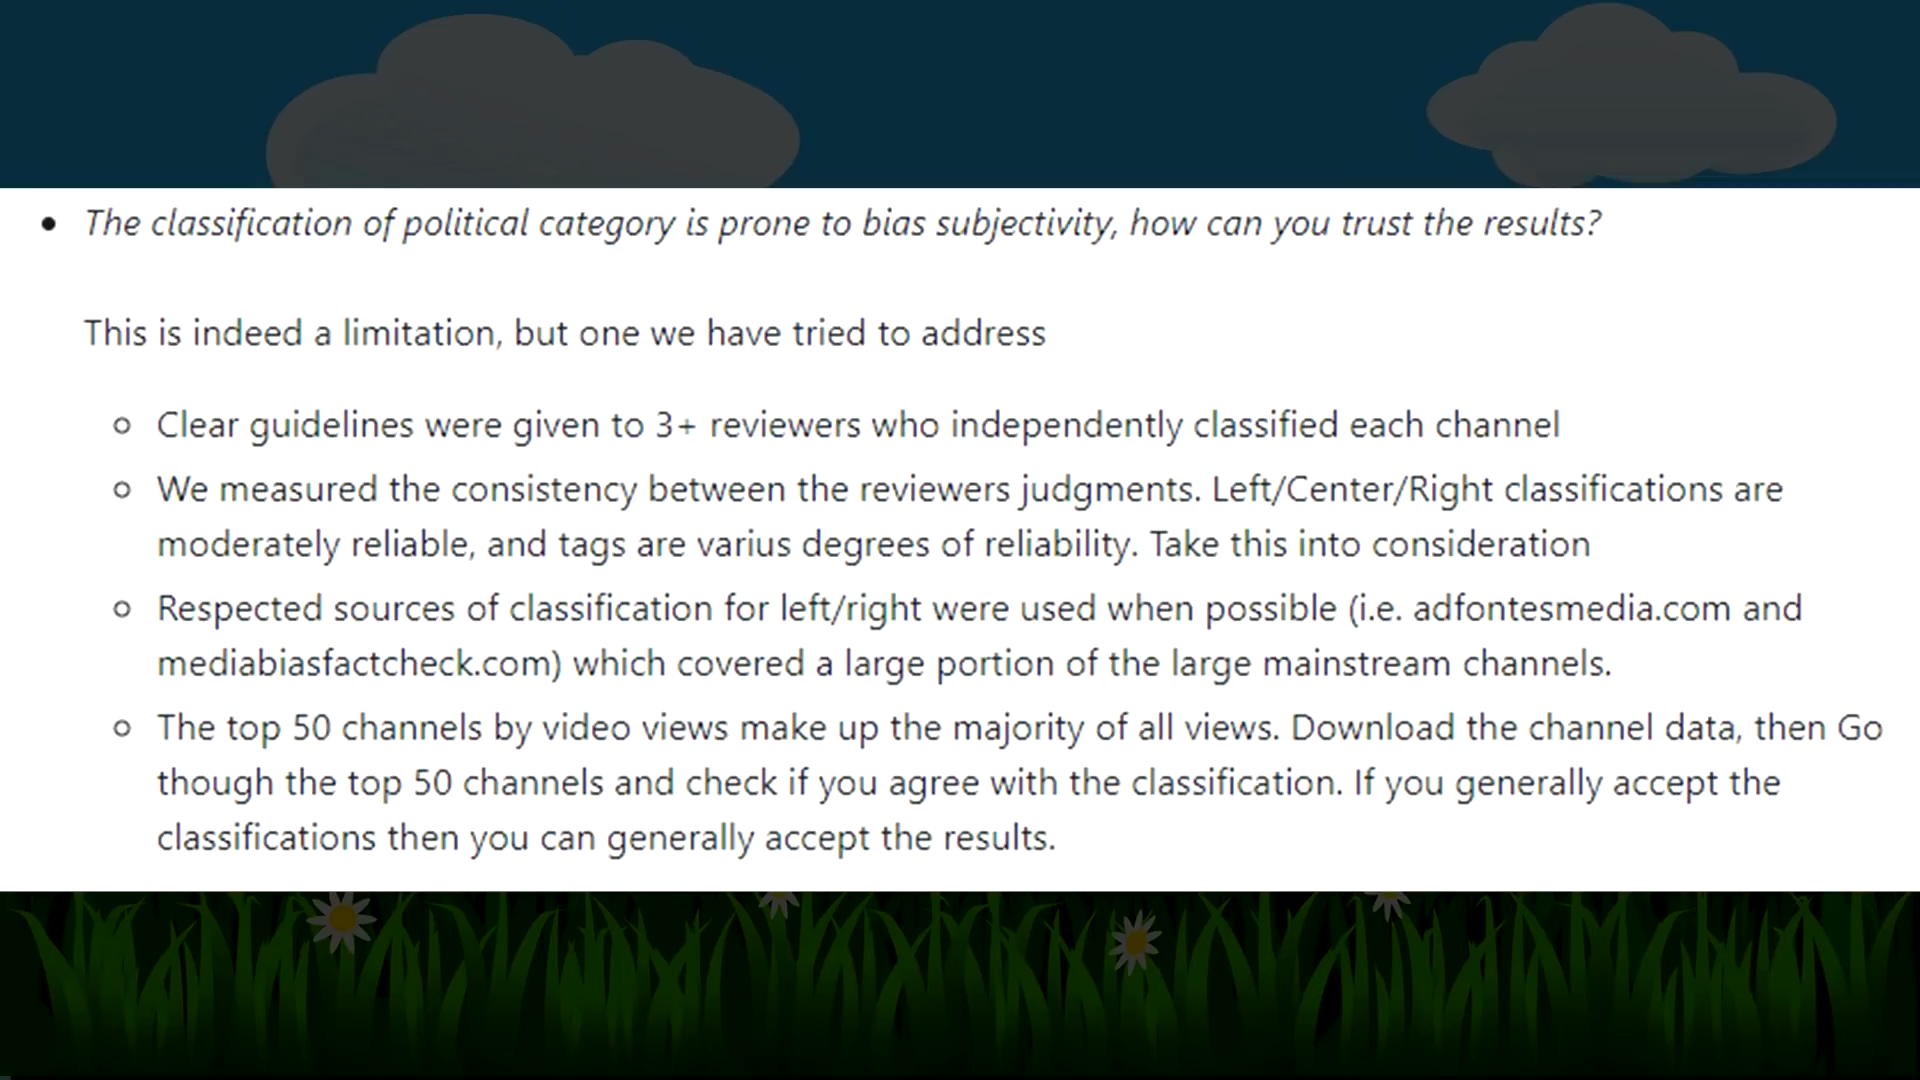 • The classification of political category is prone to bias subjectivity, how can you trust the results?
This is indeed a limitation, but one we have tried to address
○ Clear guidelines were given to 3+ reviewers who independently classified each channel
○ We measured the consistency between the reviewers judgments. Left/Center/Right classifications are
moderately reliable, and tags are varius degrees of reliability. Take this into consideration
○ Respected sources of classification for left/right were used when possible (i.e. adfontesmedia.com and
mediabiasfactcheck.com) which covered a large portion of the large mainstream channels.
○ The top 50 channels by video views make up the majority of all views. Download the channel data, then Go
though the top 50 channels and check if you agree with the classification. If you generally accept the
classifications then you can generally accept the results.